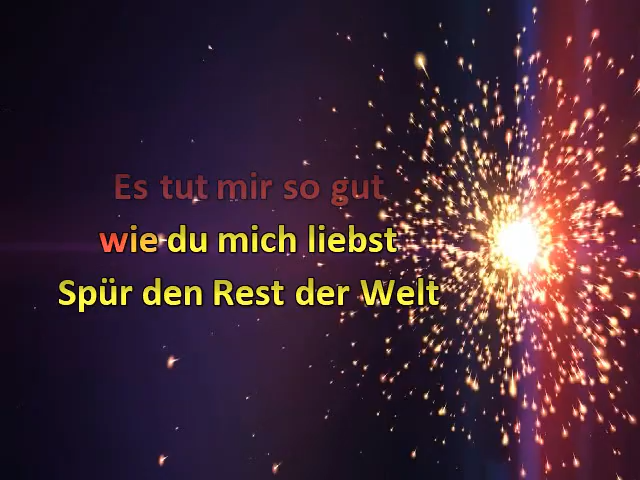 Es tut mir so gut
wie du mich liebst
Spür den Rest der Welt